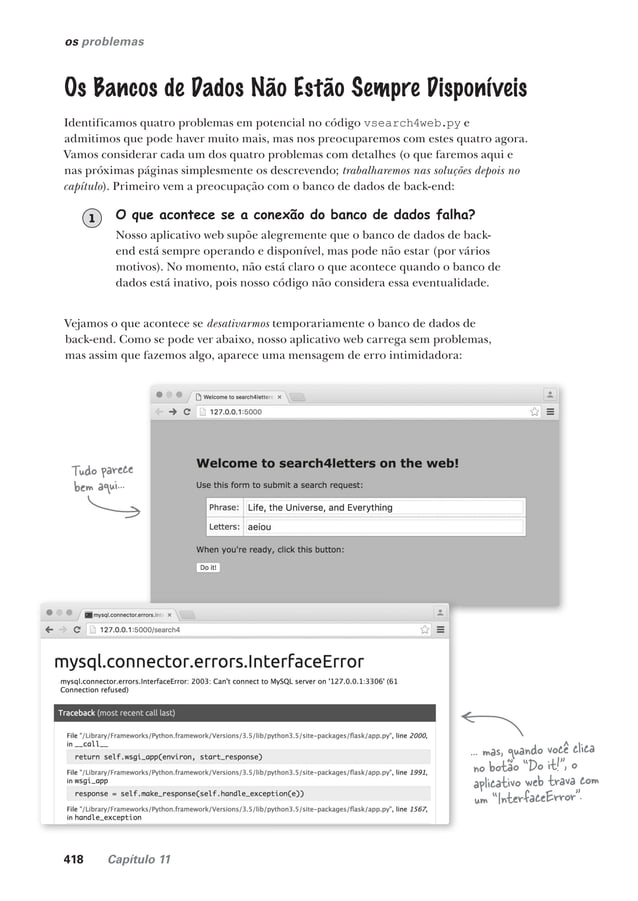 os problemas
Os Bancos de Dados Não Estão Sempre Disponíveis
Identificamos quatro problemas em potencial no código vsearch4web.py e
admitimos que pode haver muito mais, mas nos preocuparemos com estes quatro agora.
Vamos considerar cada um dos quatro problemas com detalhes (o que faremos aqui e
nas próximas páginas simplesmente os descrevendo; trabalharemos nas soluções depois no
capítulo). Primeiro vem a preocupação com o banco de dados de back-end:
1 O que acontece se a conexão do banco de dados falha?
Nosso aplicativo web supõe alegremente que o banco de dados de back-
end está sempre operando e disponível, mas pode não estar (por vários
motivos). No momento, não está claro o que acontece quando o banco de
dados está inativo, pois nosso código não considera essa eventualidade.
Vejamos o que acontece se desativarmos temporariamente o banco de dados de
back-end. Como se pode ver abaixo, nosso aplicativo web carrega sem problemas,
mas assim que fazemos algo, aparece uma mensagem de erro intimidadora:
Welcome to search4letters
127.0.0.1:5000
Welcome to search4letters on the web!
Use this form to submit a search request:
Phrase: Life, the Universe, and Everything
Letters: aeiou
When you're ready, click this button:
Do it!
Tudo parece
bem aqui...
mysql.connector.errors.Inte
127.0.0.1:5000/search4
mysql.connector.errors.InterfaceError
mysql.connector.errors.InterfaceError: 2003: Can't connect to MySQL server on '127.0.0.1:3306' (61
Connection refused)
Traceback (most recent call last)
File "/Library/Frameworks/Python.framework/Versions/3.5/lib/python3.5/site-packages/flask/app.py", line 2000,
in __call__
return self.wsgi_app(environ, start_response)
File "/Library/Frameworks/Python.framework/Versions/3.5/lib/python3.5/site-packages/flask/app.py", line 1991,
in wsgi_app
response = self.make_response(self.handle_exception(e))
File "/Library/Frameworks/Python.framework/Versions/3.5/lib/python3.5/site-packages/flask/app.py", line 1567,
in handle_exception
... mas, quando você clica
no botão "Do it!", o
aplicativo web trava com
um "InterfaceError".
418 Capítulo 11